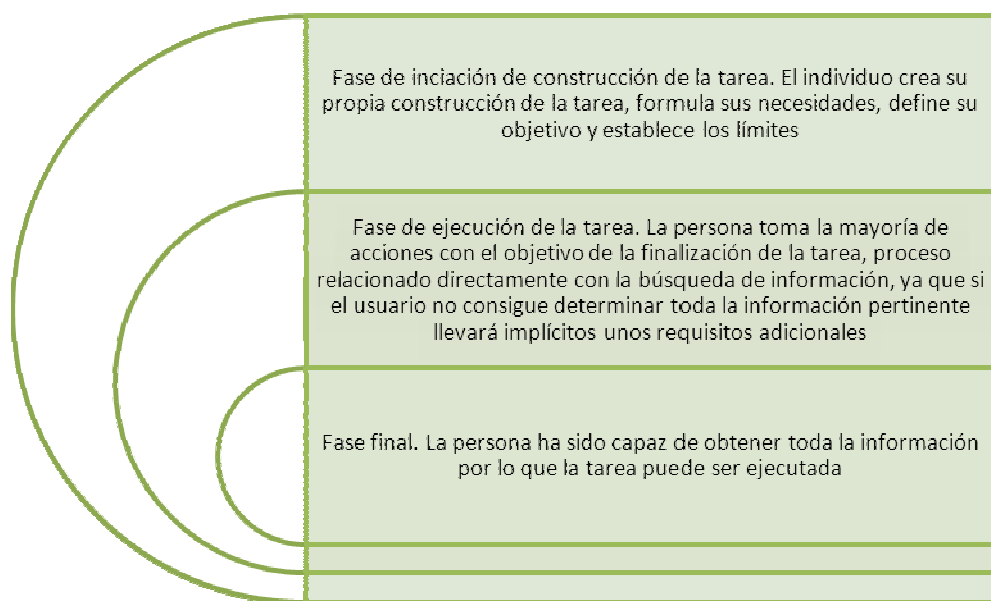 Fase de inciación de construcción de la tarea. El individuo crea su
propia construcción de la tarea, formula sus necesidades, define su
objetivo y establece los límites
Fase de ejecución de la tarea. La persona toma la mayoría de
acciones con el objetivo de la finalización de la tarea, proceso
relacionado directamente con la búsqueda de información, ya que si
el usuario no consigue determinar toda la información pertinente
llevará implícitos unos requisitos adicionales
Fase final. La persona ha sido capaz de obtener toda la información
por lo que la tarea puede ser ejecutada